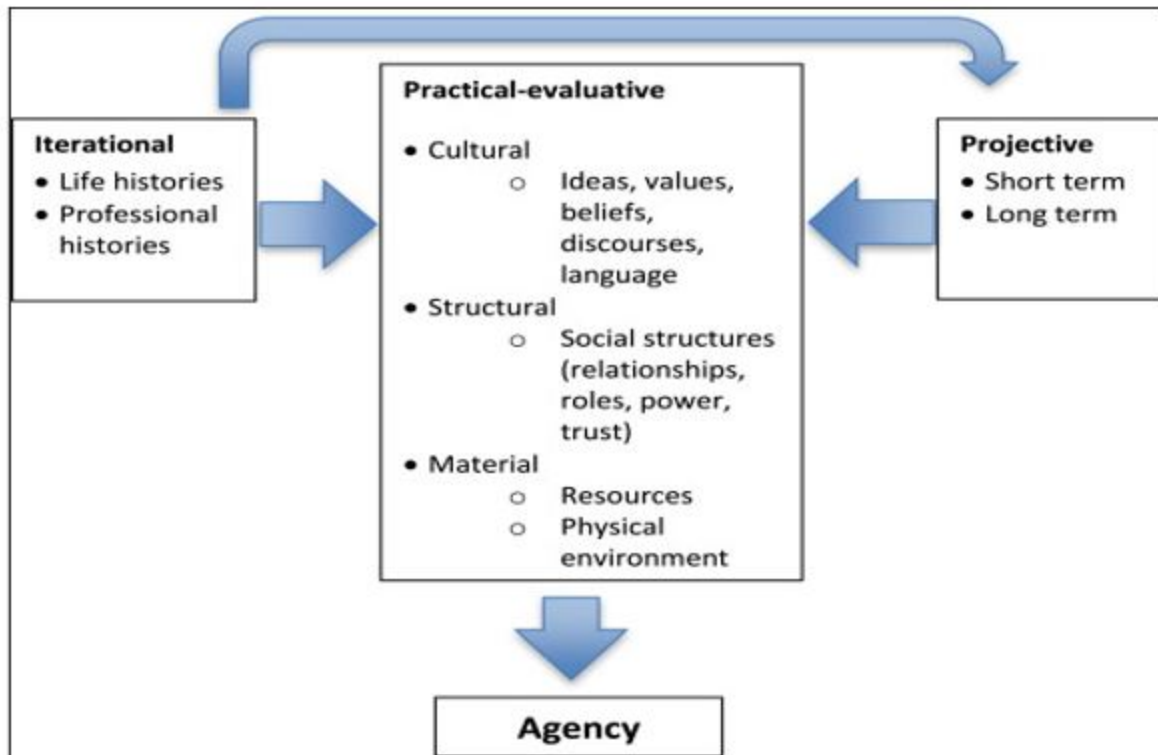 Iterational
• Life histories
• Professional
histories
Practical-evaluative
• Cultural
o Ideas, values,
beliefs,
discourses,
language
• Structural
o Social structures
(relationships,
roles, power,
trust)
• Material
o Resources
o Physical
environment
Projective
• Short term
• Long term
Agency